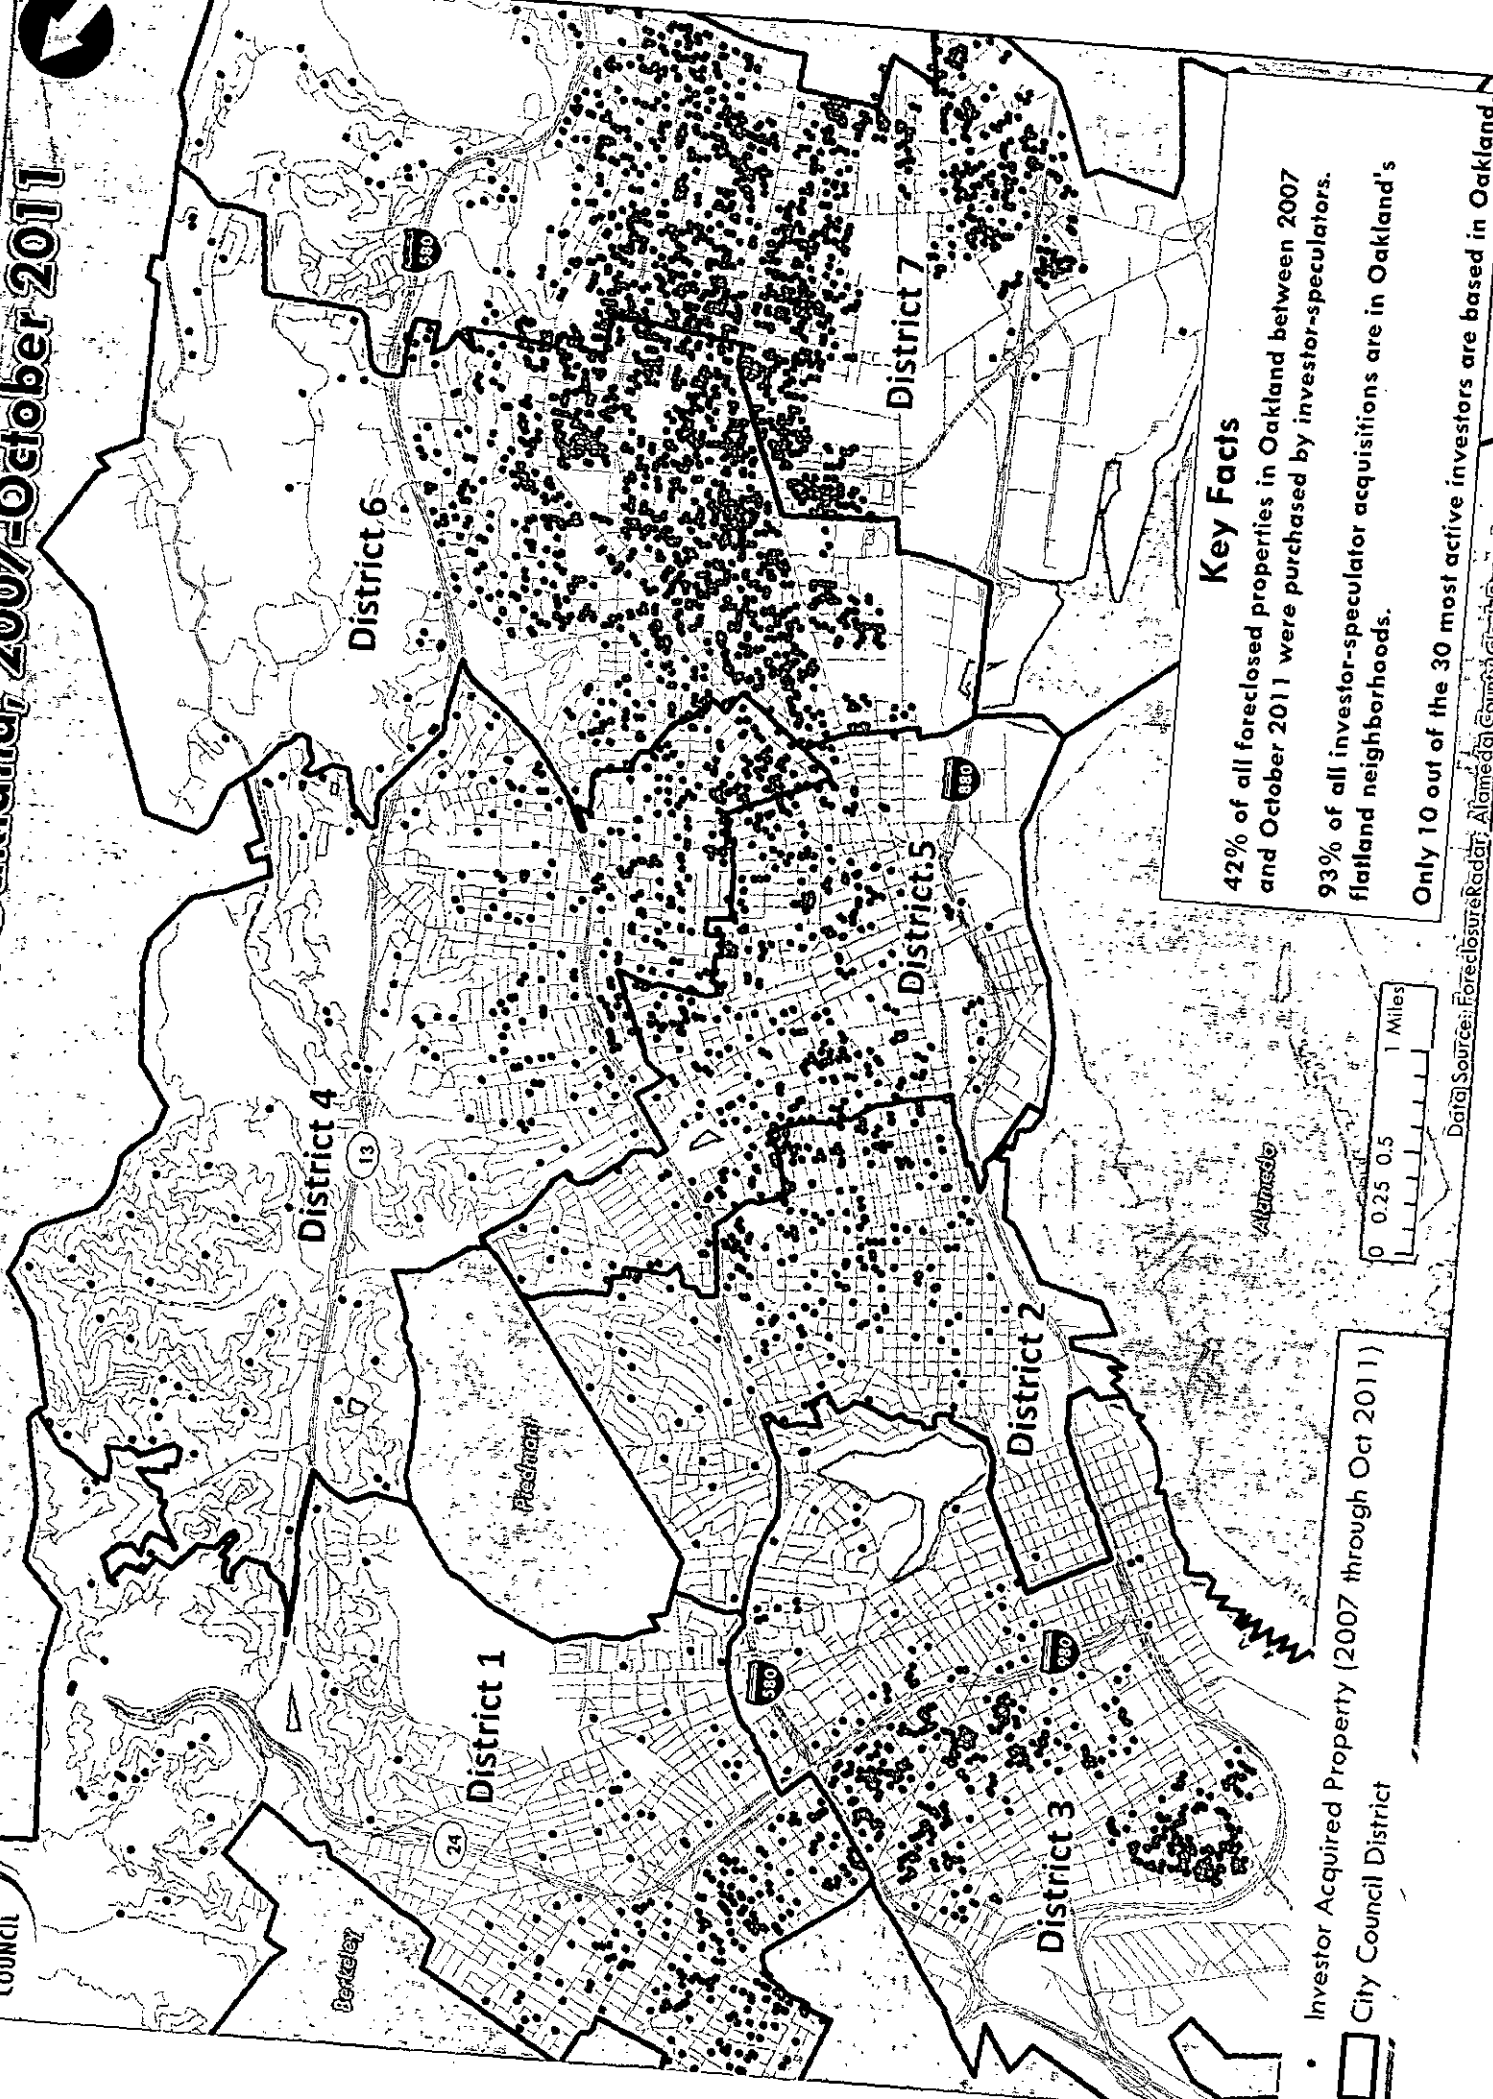 COUNCIL
Oakland, 2007-October 2011
District 6
580
District 7
District 4
13
880
District 5
Piedmont
District 2
Alameda
District 1
24
580
980
District 3
Berkeley
Key Facts
42% of all foreclosed properties in Oakland between 2007
and October 2011 were purchased by investor-speculators.
93% of all investor-speculator acquisitions are in Oakland's
flatland neighborhoods.
Only 10 out of the 30 most active investors are based in Oakland
0 0.25 0.5 1 Miles
Investor Acquired Property (2007 through Oct 2011)
City Council District
Data Source: ForeclosureRadar, Alameda County